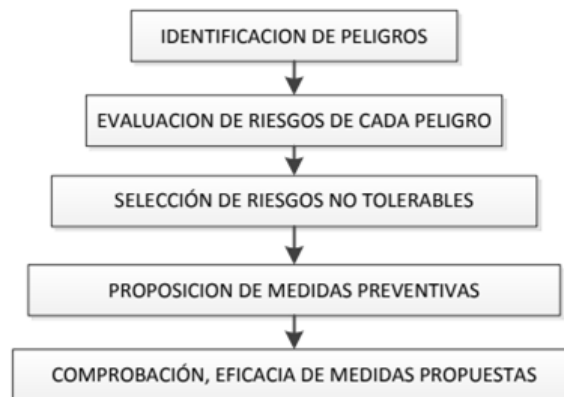 IDENTIFICACION DE PELIGROS
EVALUACION DE RIESGOS DE CADA PELIGRO
SELECCIÓN DE RIESGOS NO TOLERABLES
PROPOSICION DE MEDIDAS PREVENTIVAS
COMPROBACIÓN, EFICACIA DE MEDIDAS PROPUESTAS